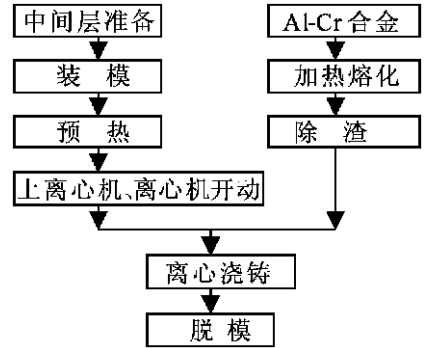 中间层准备
Al-Cr合金
装 模
加热熔化
预 热
除 渣
上离心机、离心机开动
离心浇铸
脱 模